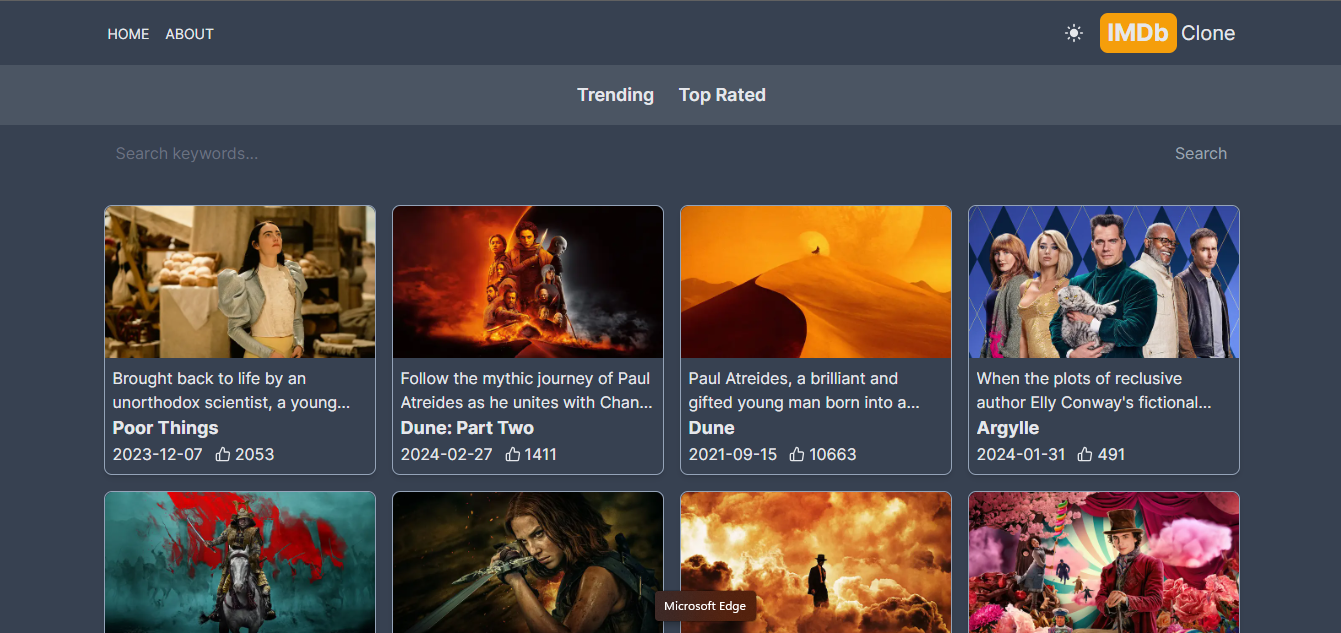 HOME ABOUT IMDb Clone
Trending Top Rated
Search keywords... Search
Brought back to life by an
unorthodox scientist, a young...
Poor Things
2023-12-07 2053
Follow the mythic journey of Paul
Atreides as he unites with Chan...
Dune: Part Two
2024-02-27 1411
Paul Atreides, a brilliant and
gifted young man born into a...
Dune
2021-09-15 10663
When the plots of reclusive
author Elly Conway's fictional...
Argylle
2024-01-31 491
Microsoft Edge